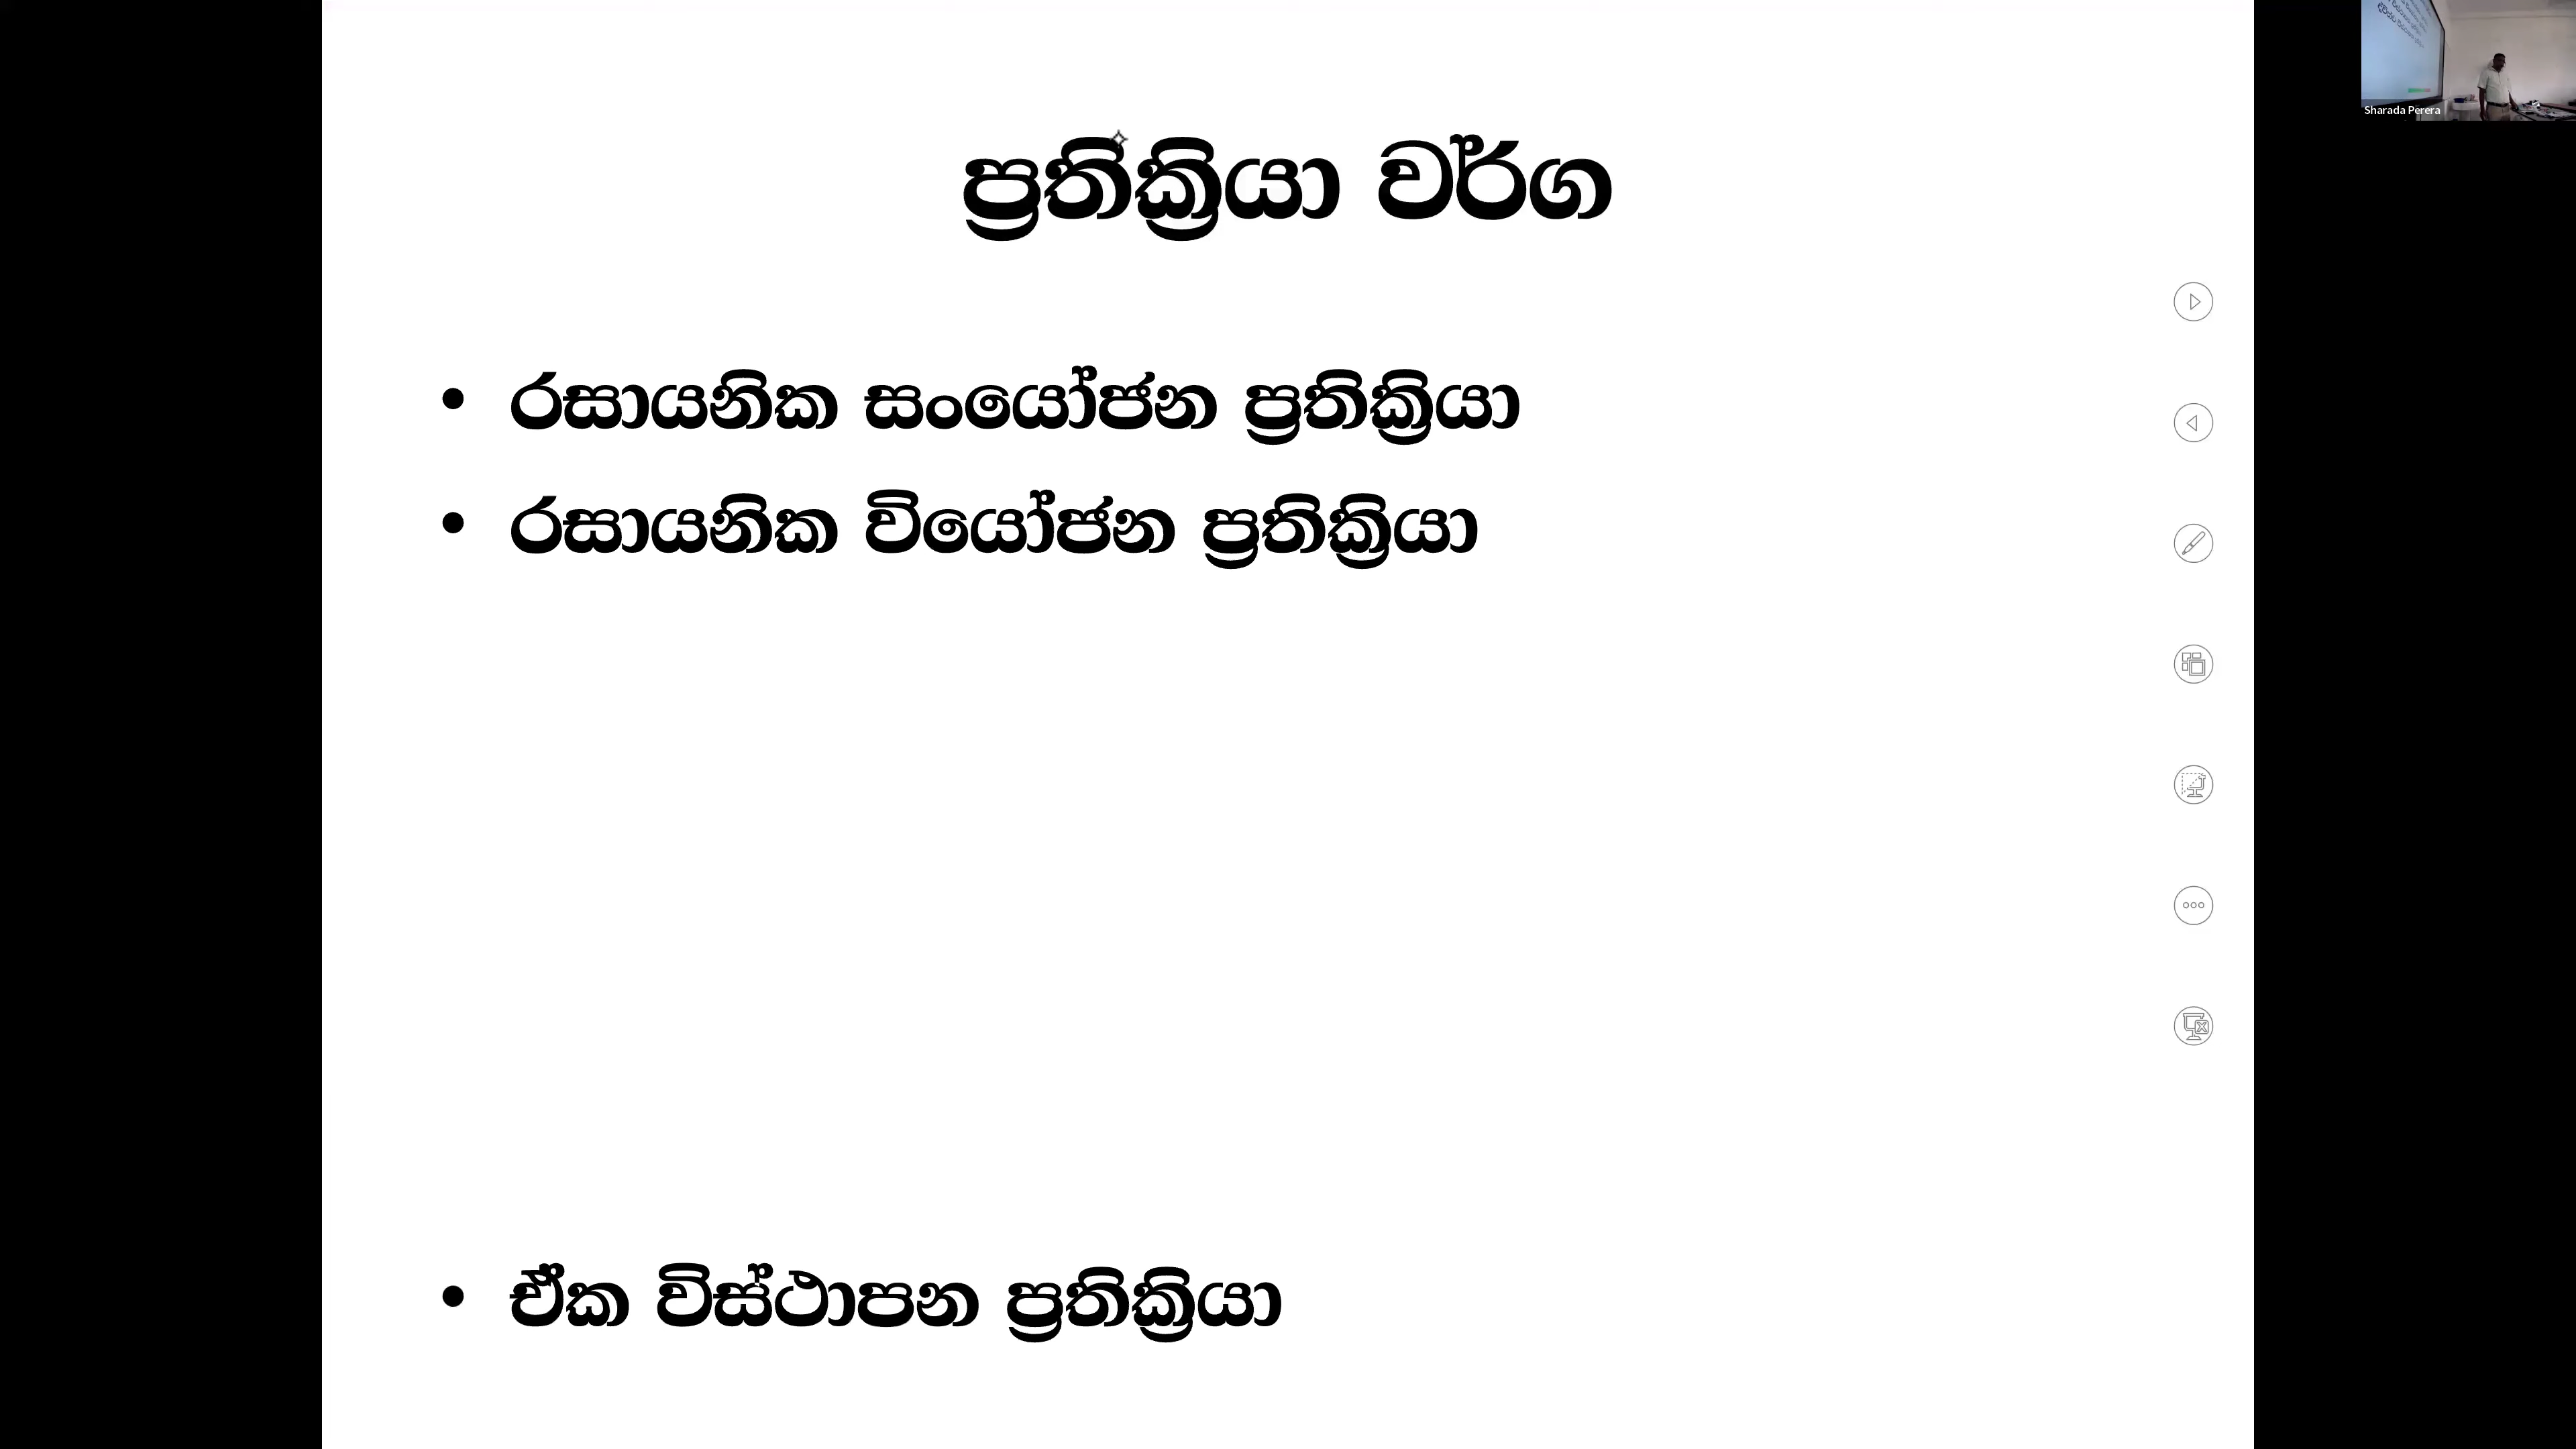 ප්‍රතික්‍රියා වර්ග
• රසායනික සංයෝජන ප්‍රතික්‍රියා
• රසායනික වියෝජන ප්‍රතික්‍රියා
• ඒක විස්ථාපන ප්‍රතික්‍රියා
Sharada Perera